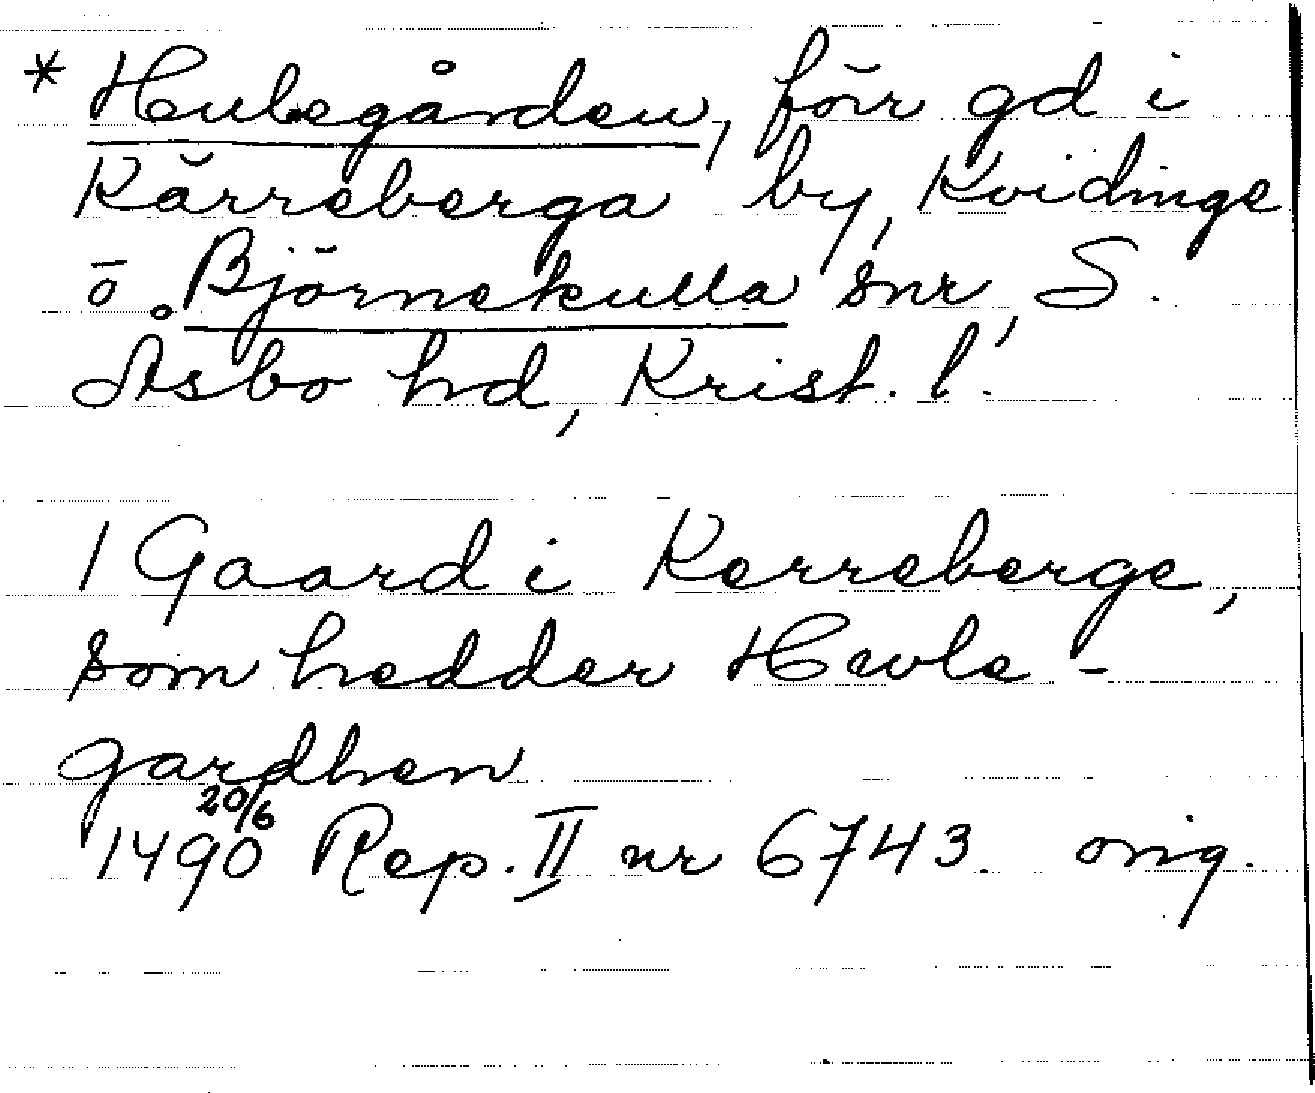 * Hulegården, förr gd i
Kärreberga by, Kvidinge
o Björnekulla snr, S.
Åsbo hd, Krist. l.
1 Gaard i Kerreberge,
som hedder Hwle-
gardhen
1490 20/6 Rep. II nr 6743. orig.